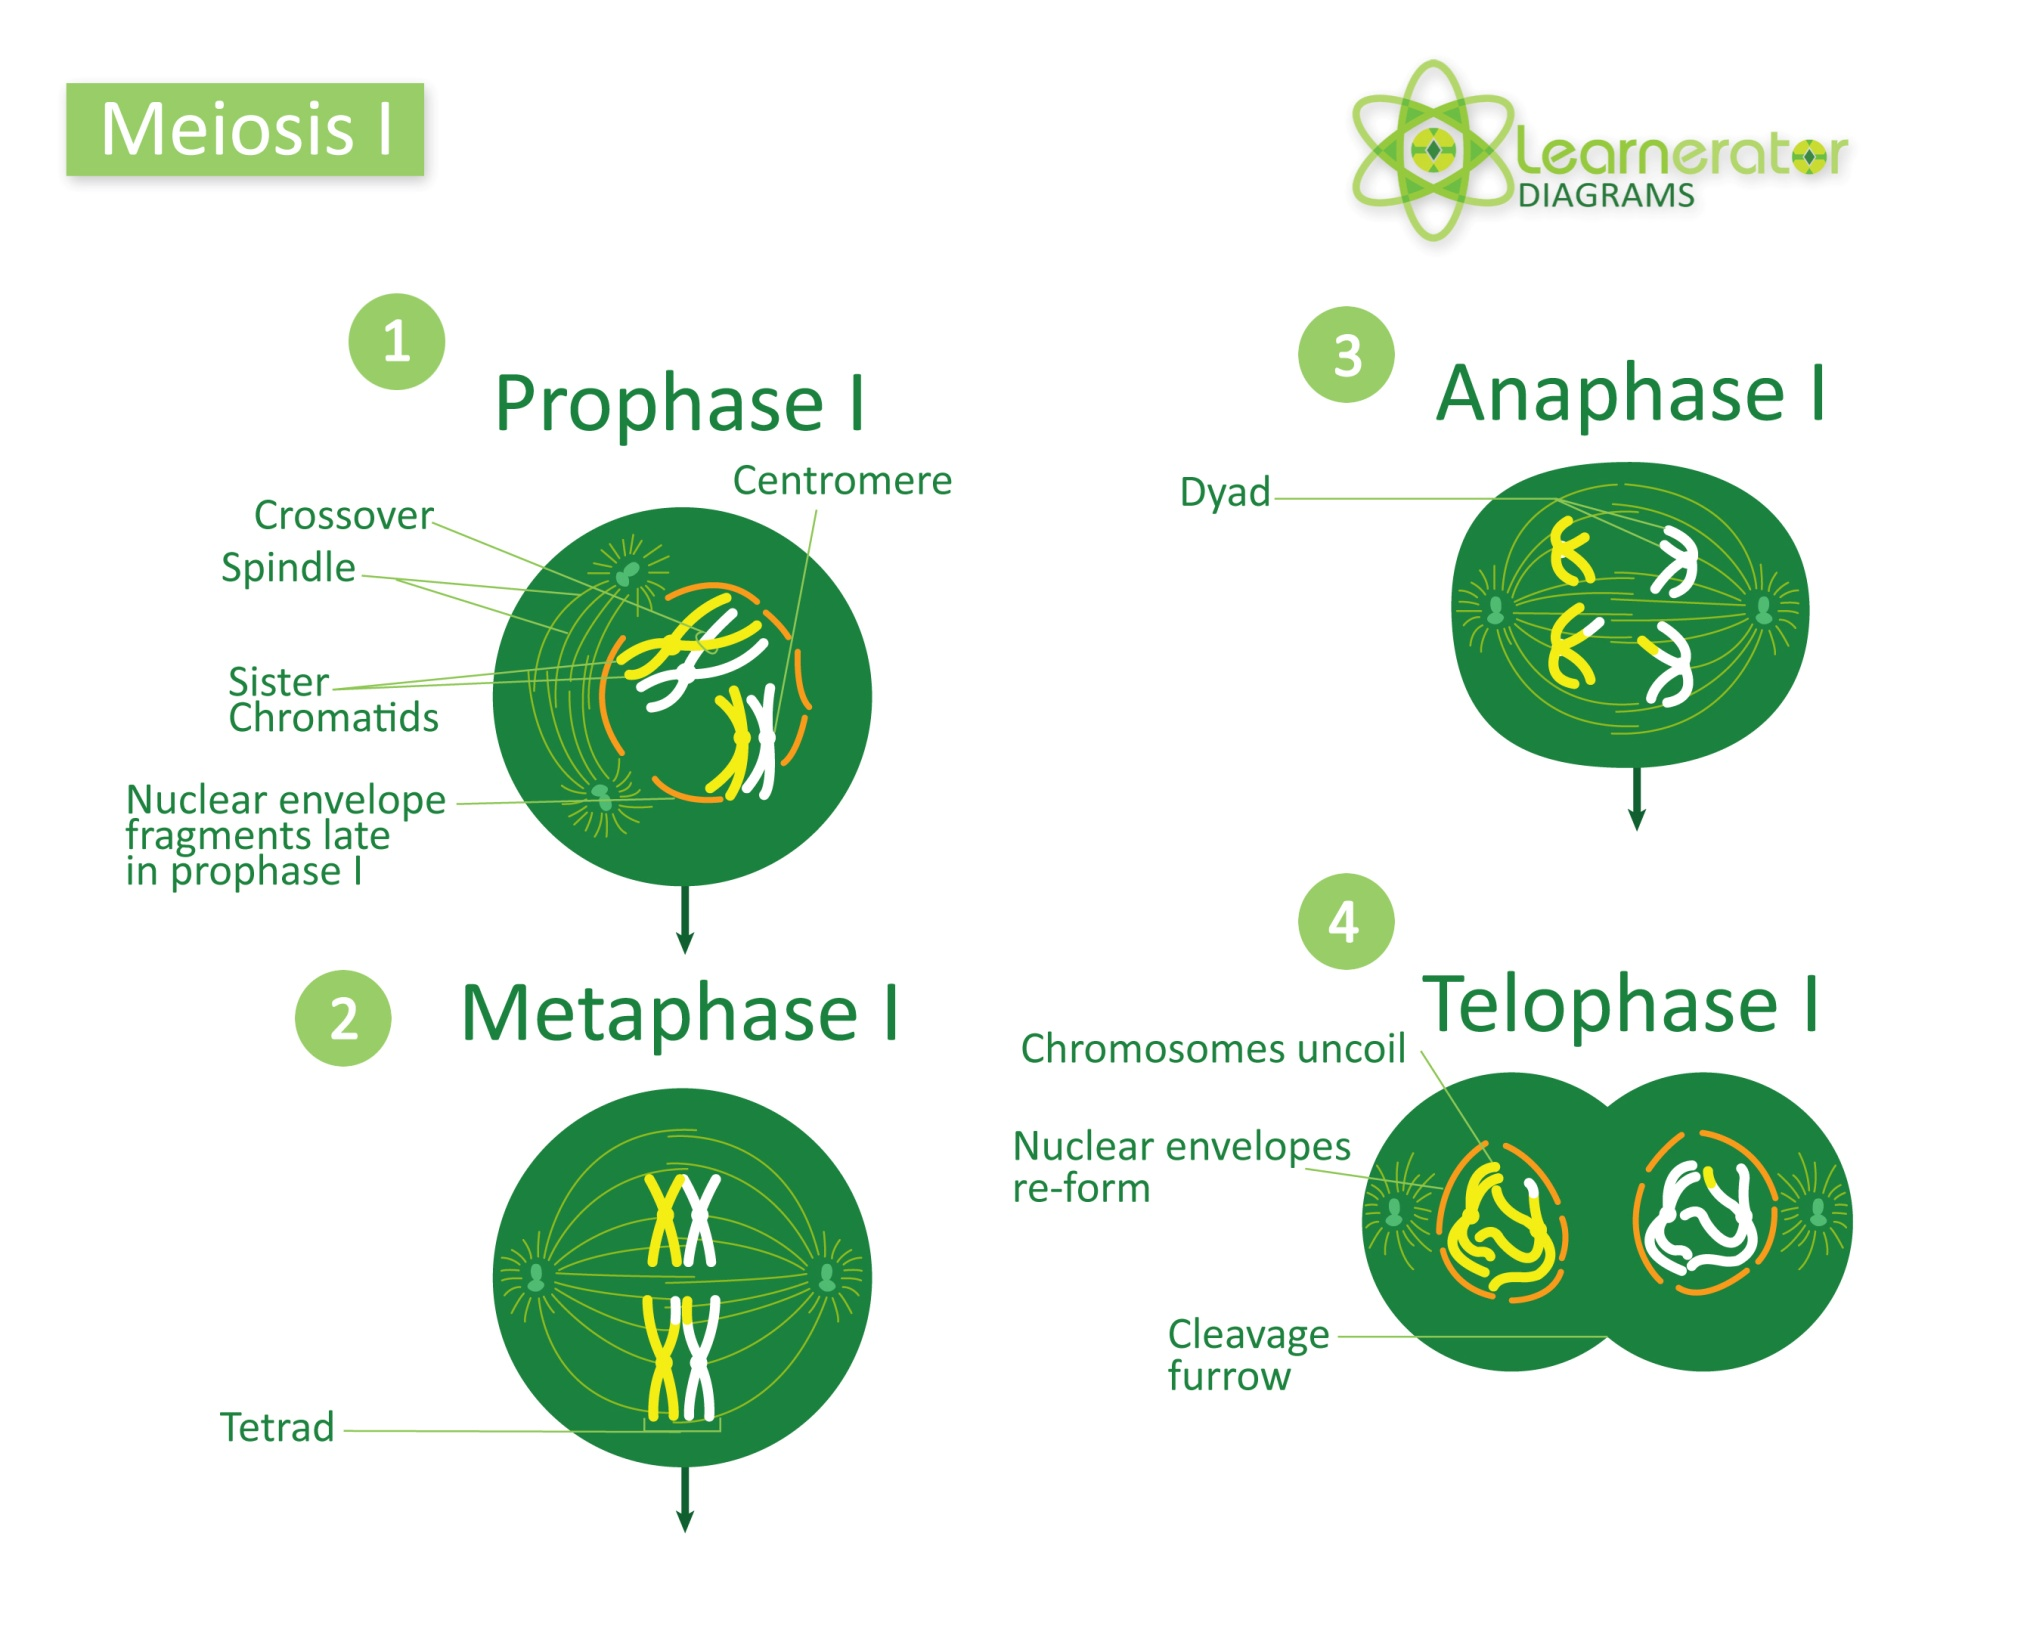 Meiosis I
Learnerator
DIAGRAMS
1
Prophase I
Centromere
Crossover
Spindle
Sister
Chromatids
Nuclear envelope
fragments late
in prophase I
2
Metaphase I
Tetrad
3
Anaphase I
Dyad
4
Telophase I
Chromosomes uncoil
Nuclear envelopes
re-form
Cleavage
furrow